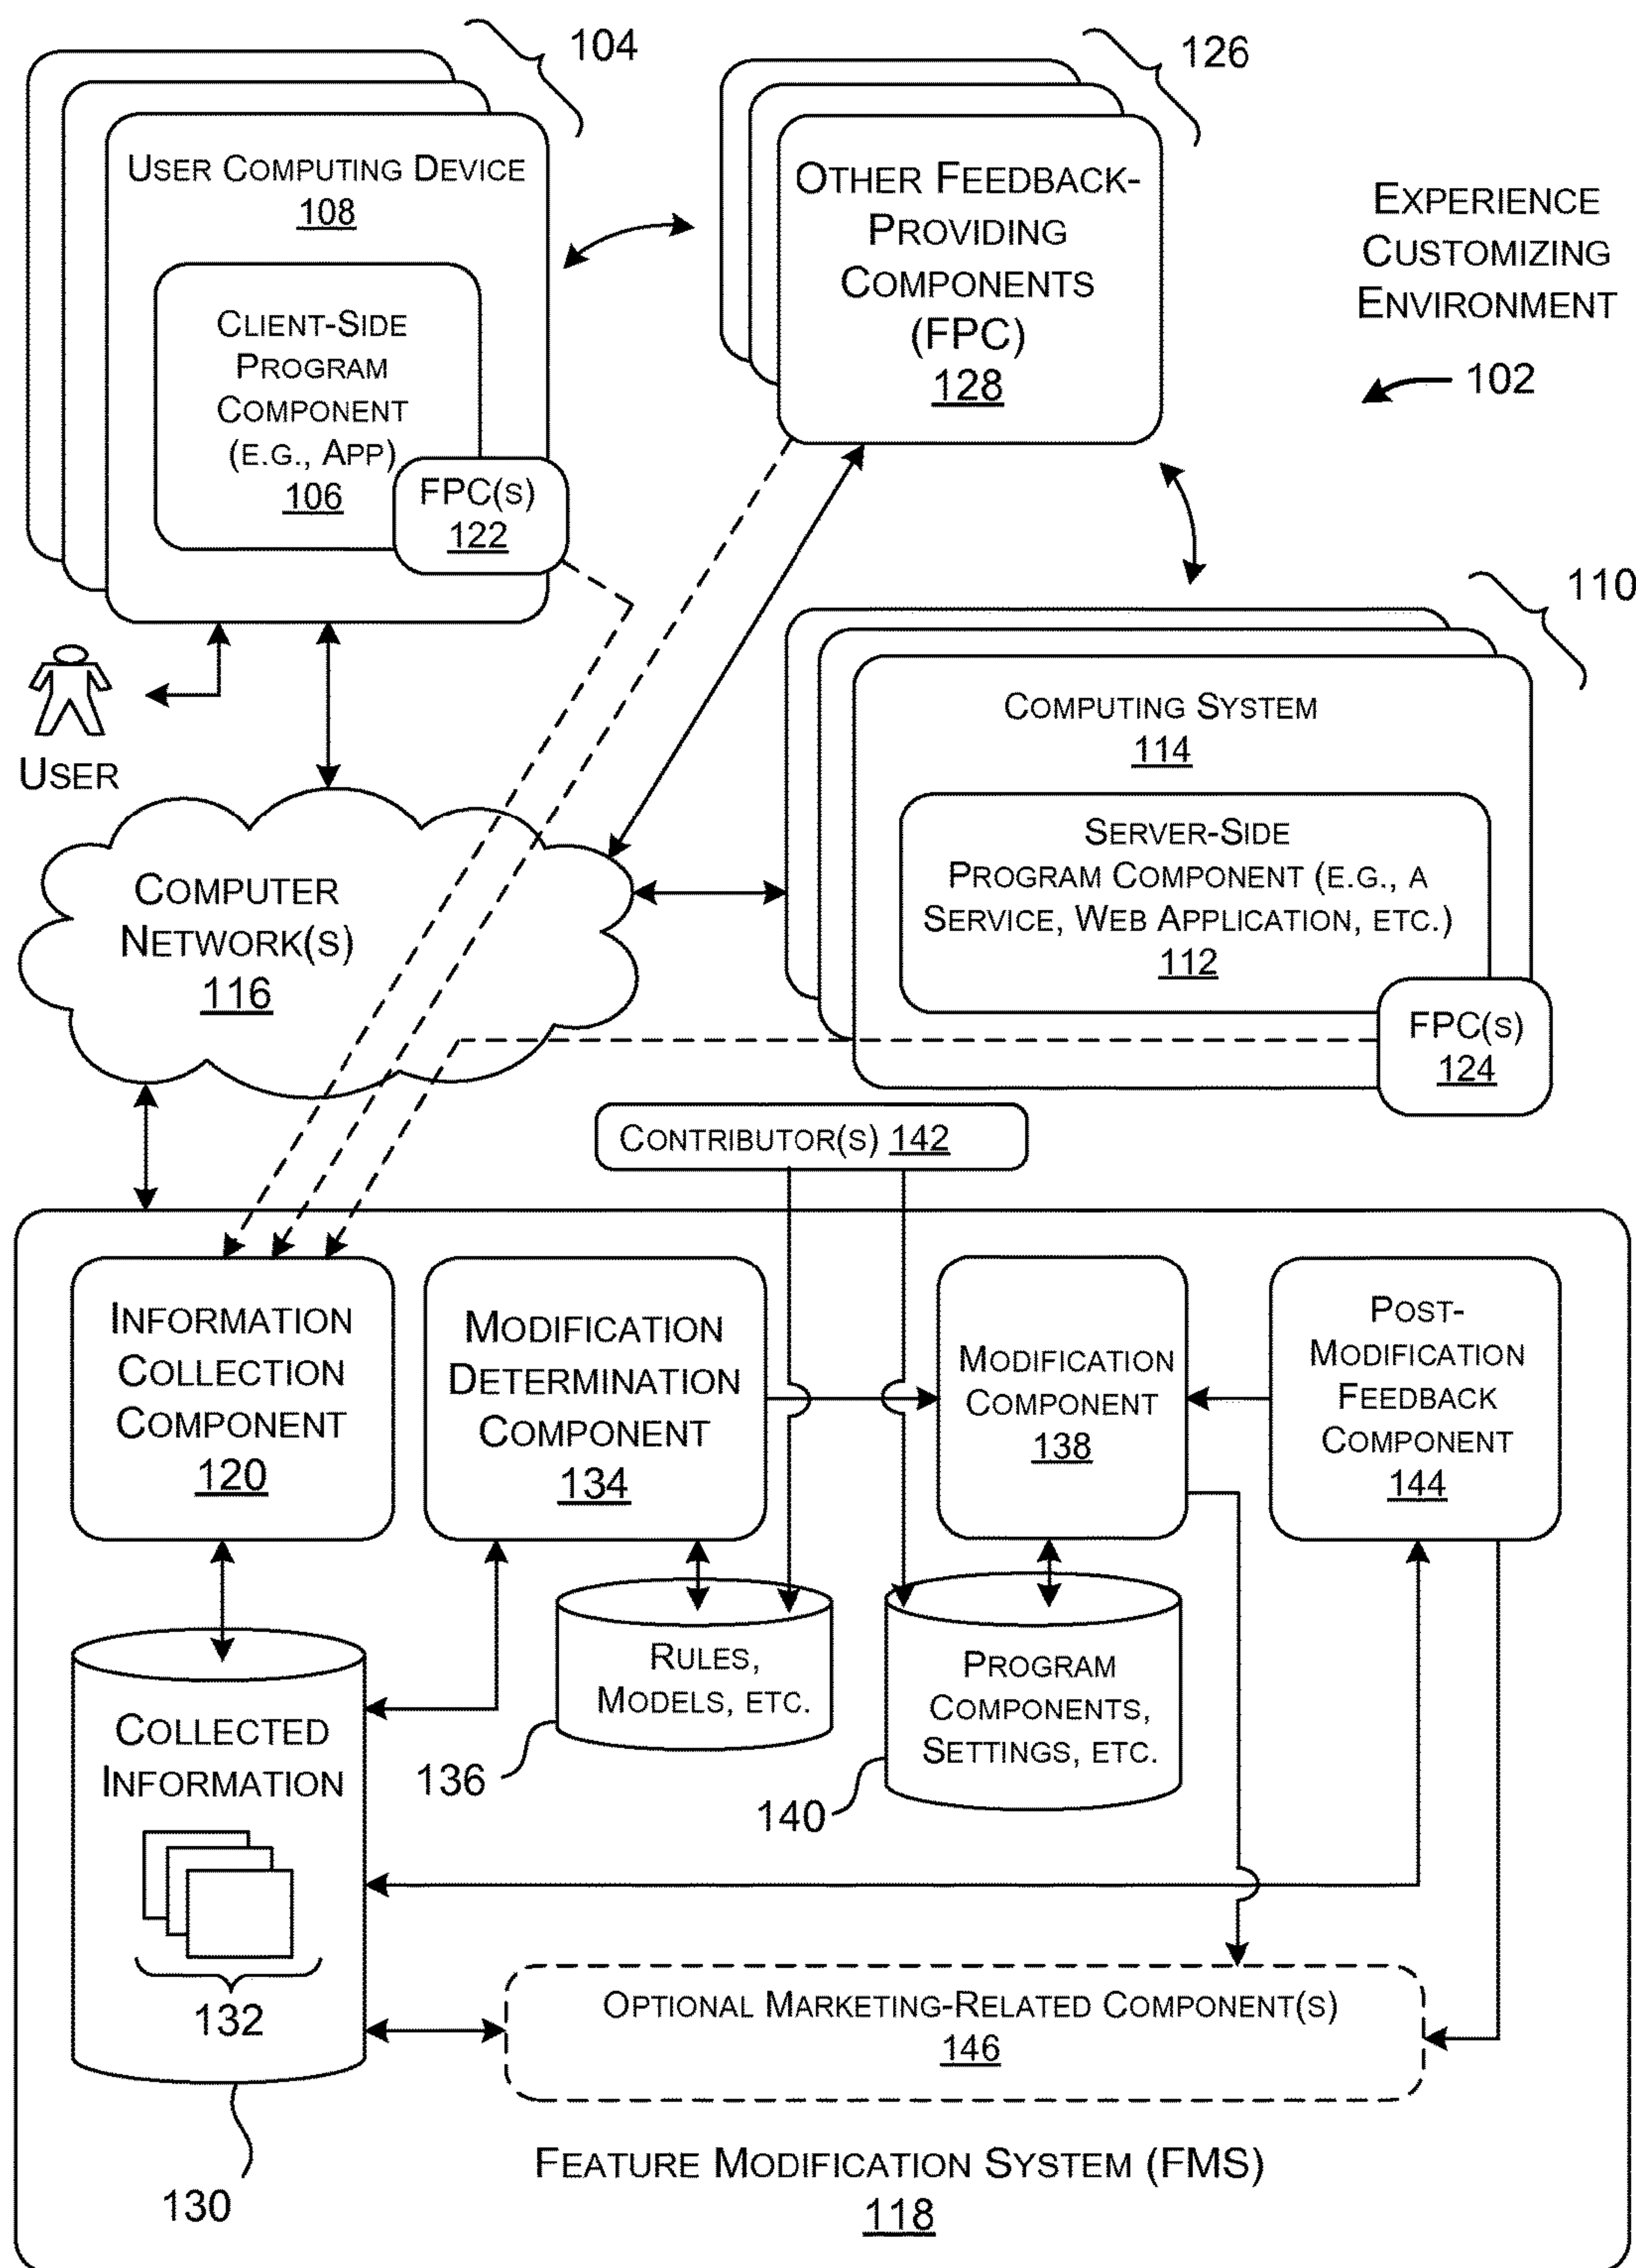 104
USER COMPUTING DEVICE
108
CLIENT-SIDE
PROGRAM
COMPONENT
(E.G., APP)
106
FPC(S)
122
126
OTHER FEEDBACK-
PROVIDING
COMPONENTS
(FPC)
128
EXPERIENCE
CUSTOMIZING
ENVIRONMENT
102
USER
110
COMPUTING SYSTEM
114
SERVER-SIDE
PROGRAM COMPONENT (E.G., A
SERVICE, WEB APPLICATION, ETC.)
112
FPC(S)
124
COMPUTER
NETWORK(S)
116
CONTRIBUTOR(S) 142
INFORMATION
COLLECTION
COMPONENT
120
MODIFICATION
DETERMINATION
COMPONENT
134
MODIFICATION
COMPONENT
138
POST-
MODIFICATION
FEEDBACK
COMPONENT
144
COLLECTED
INFORMATION
132
130
RULES,
MODELS, ETC.
136
PROGRAM
COMPONENTS,
SETTINGS, ETC.
140
OPTIONAL MARKETING-RELATED COMPONENT(S)
146
FEATURE MODIFICATION SYSTEM (FMS)
118